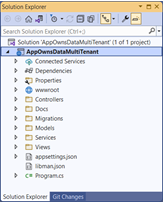 Solution Explorer
Search Solution Explorer (Ctrl+;)
Solution 'AppOwnsDataMultiTenant' (1 of 1 project)
AppOwnsDataMultiTenant
Connected Services
Dependencies
Properties
wwwroot
Controllers
Docs
Migrations
Models
Services
Views
appsettings.json
libman.json
Program.cs
Solution Explorer Git Changes